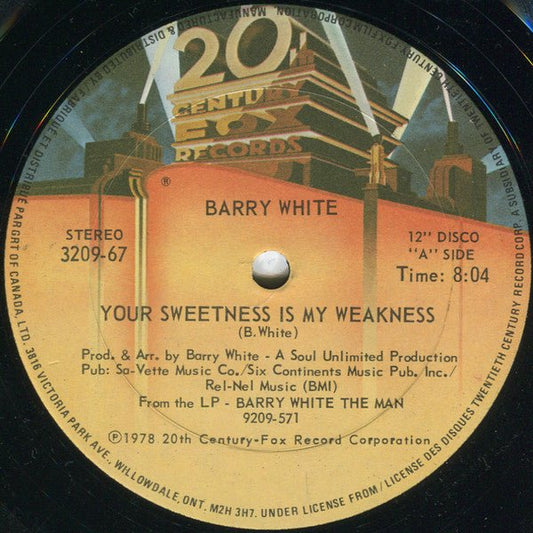 20th
CENTURY
FOX
RECORDS
®
BARRY WHITE
STEREO
3209-67
12" DISCO
"A" SIDE
Time: 8:04
YOUR SWEETNESS IS MY WEAKNESS
(B. White)
Prod. & Arr. by Barry White - A Soul Unlimited Production
Pub: Sa-Vette Music Co./Six Continents Music Pub. Inc./
Rel-Nel Music (BMI)
From the LP - BARRY WHITE THE MAN
9209-571
Ⓟ1978 20th Century-Fox Record Corporation
MANUFACTURED & DISTRIBUTED BY/FABRIQUÉ ET DISTRIBUÉ PAR GRT OF CANADA, LTD. 3816 VICTORIA PARK AVE., WILLOWDALE, ONT. M2H 3H7. UNDER LICENSE FROM/LICENSE DES DISQUES TWENTIETH CENTURY RECORD CORP. A SUBSIDIARY OF TWENTIETH CENTURY-FOX FILM CORPORATION.